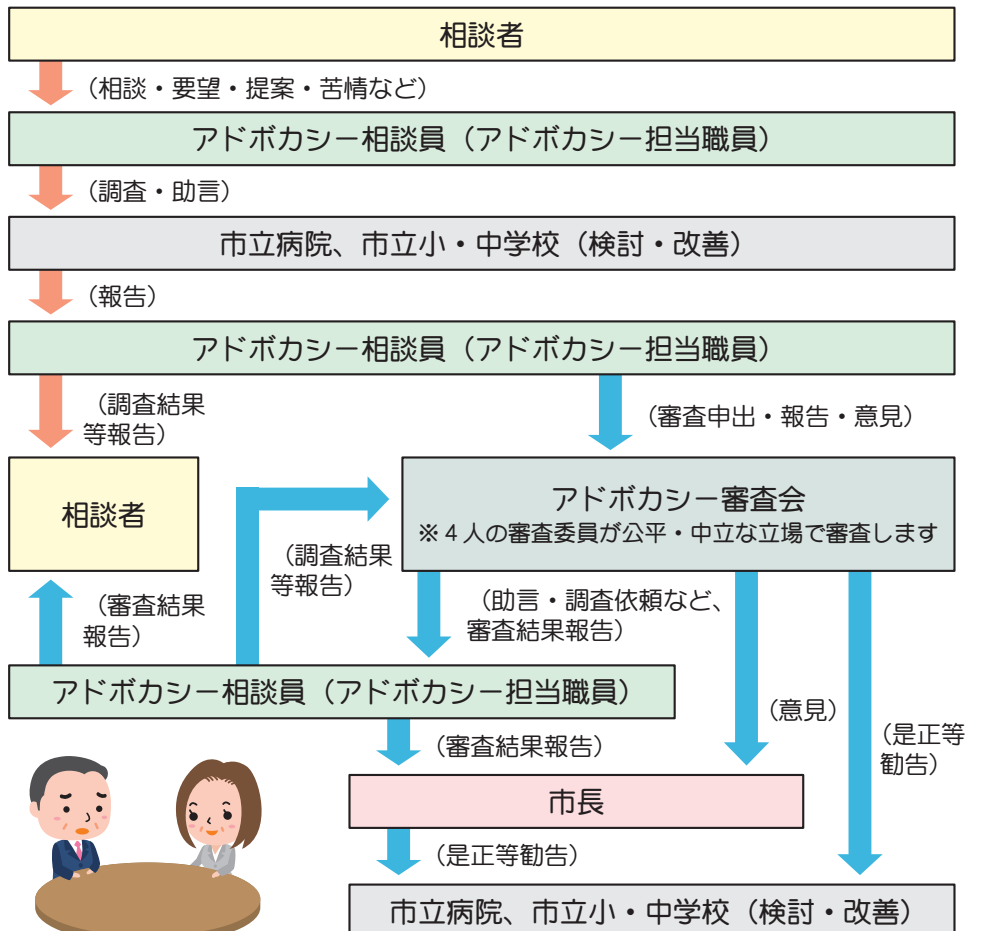 相談者
（相談・要望・提案・苦情など）
アドボカシー相談員（アドボカシー担当職員）
（調査・助言）
市立病院、市立小・中学校（検討・改善）
（報告）
アドボカシー相談員（アドボカシー担当職員）
（調査結果
等報告）
（審査申出・報告・意見）
相談者
アドボカシー審査会
※４人の審査委員が公平・中立な立場で審査します
（調査結果
等報告）
（審査結果
報告）
（助言・調査依頼など、
審査結果報告）
アドボカシー相談員（アドボカシー担当職員）
（意見）
（是正等
勧告）
（審査結果報告）
市長
（是正等勧告）
市立病院、市立小・中学校（検討・改善）